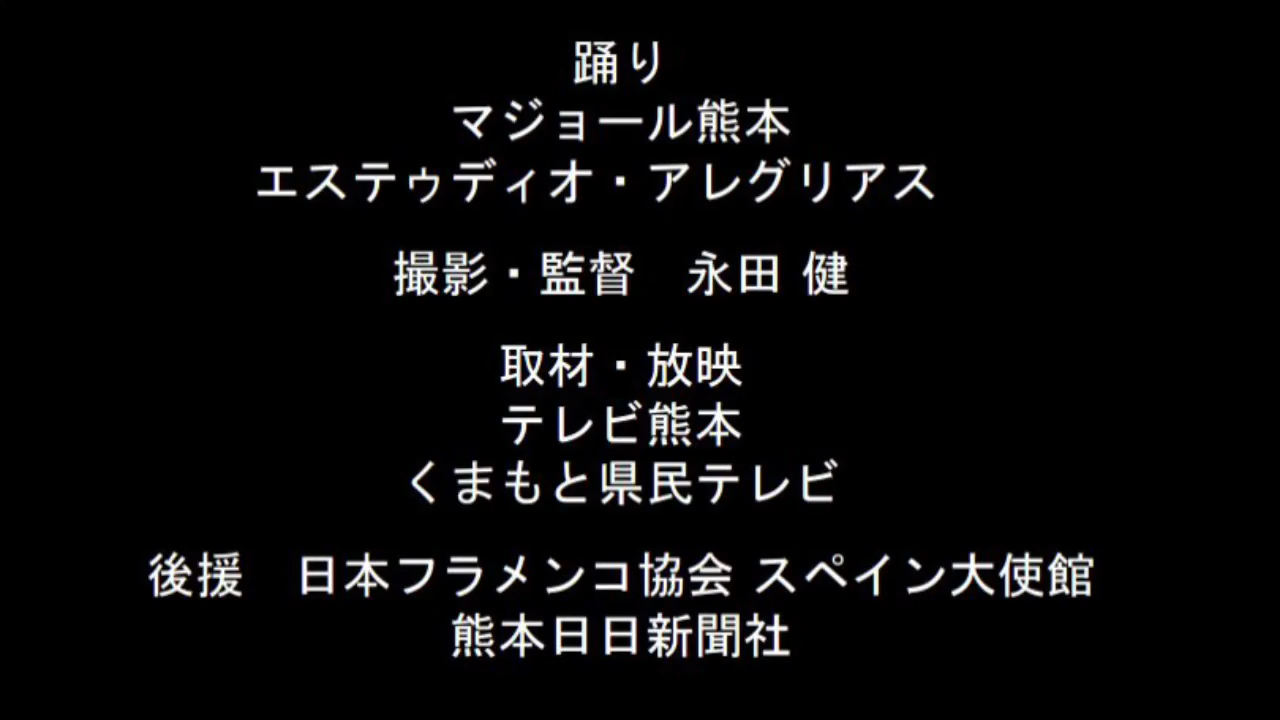 踊り
マジョール熊本
エステゥディオ・アレグリアス
撮影・監督　永田 健
取材・放映
テレビ熊本
くまもと県民テレビ
後援　日本フラメンコ協会 スペイン大使館
熊本日日新聞社